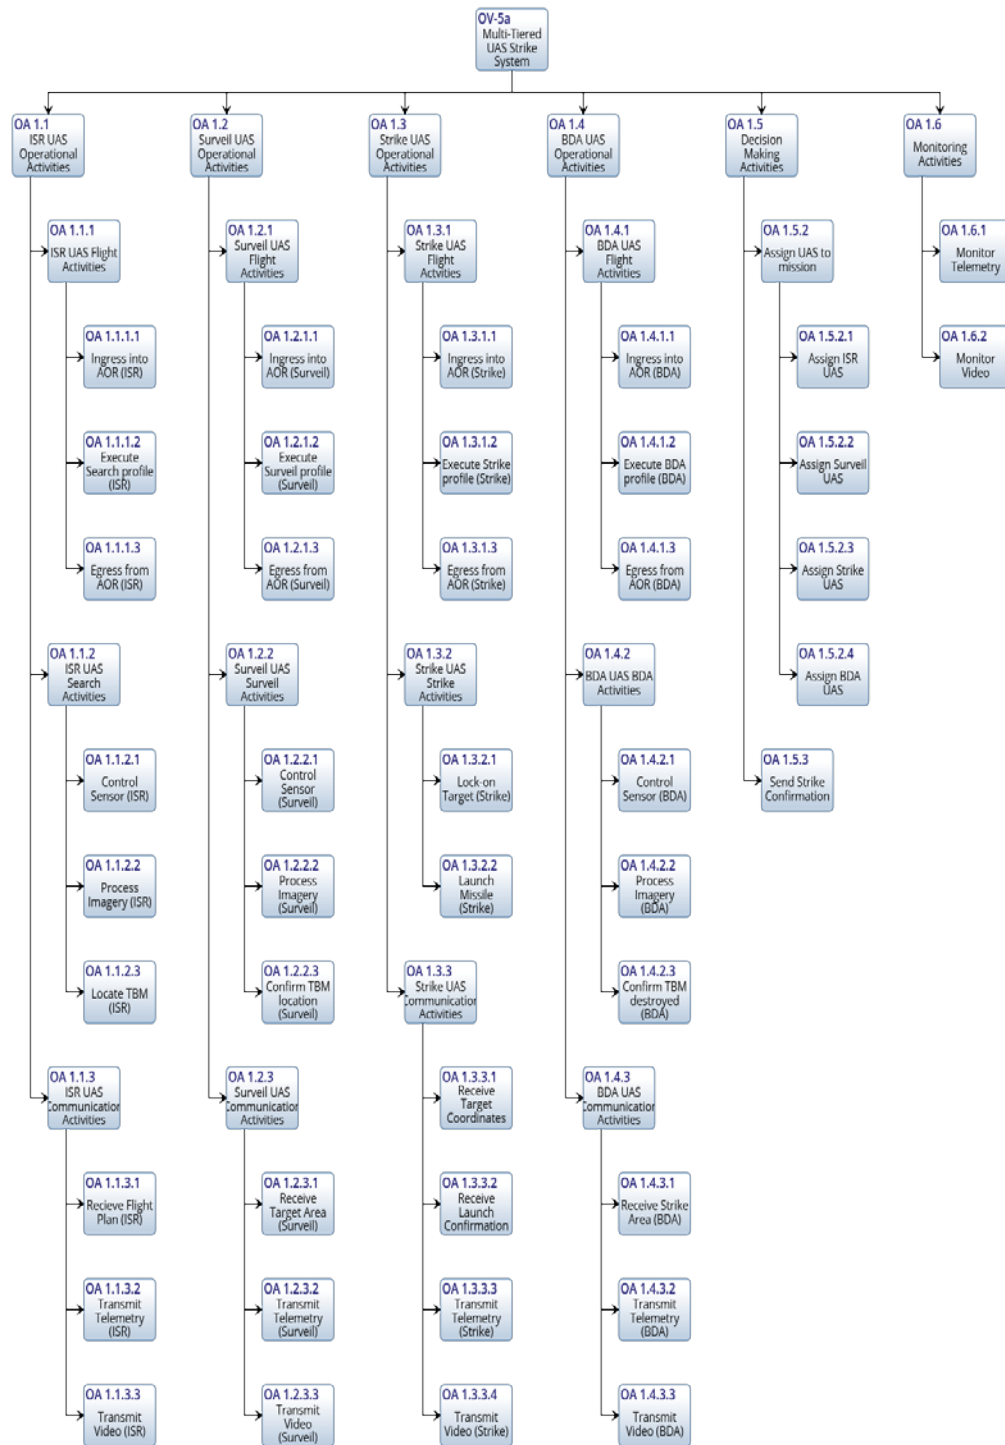 OV-5a
Multi-Tiered
UAS Strike
System
OA 1.1
ISR UAS
Operational
Activities
OA 1.2
Surveil UAS
Operational
Activities
OA 1.3
Strike UAS
Operational
Activities
OA 1.4
BDA UAS
Operational
Activities
OA 1.5
Decision
Making
Activities
OA 1.6
Monitoring
Activities
OA 1.1.1
ISR UAS Flight
Activities
OA 1.2.1
Surveil UAS
Flight
Activities
OA 1.3.1
Strike UAS
Flight
Activities
OA 1.4.1
BDA UAS
Flight
Activities
OA 1.5.2
Assign UAS to
mission
OA 1.6.1
Monitor
Telemetry
OA 1.1.1.1
Ingress into
AOR (ISR)
OA 1.2.1.1
Ingress into
AOR (Surveil)
OA 1.3.1.1
Ingress into
AOR (Strike)
OA 1.4.1.1
Ingress into
AOR (BDA)
OA 1.5.2.1
Assign ISR
UAS
OA 1.6.2
Monitor
Video
OA 1.1.1.2
Execute
Search profile
(ISR)
OA 1.2.1.2
Execute
Surveil profile
(Surveil)
OA 1.3.1.2
Execute Strike
profile (Strike)
OA 1.4.1.2
Execute BDA
profile (BDA)
OA 1.5.2.2
Assign Surveil
UAS
OA 1.1.1.3
Egress from
AOR (ISR)
OA 1.2.1.3
Egress from
AOR (Surveil)
OA 1.3.1.3
Egress from
AOR (Strike)
OA 1.4.1.3
Egress from
AOR (BDA)
OA 1.5.2.3
Assign Strike
UAS
OA 1.1.2
ISR UAS
Search
Activities
OA 1.2.2
Surveil UAS
Surveil
Activities
OA 1.3.2
Strike UAS
Strike
Activities
OA 1.4.2
BDA UAS BDA
Activities
OA 1.5.2.4
Assign BDA
UAS
OA 1.1.2.1
Control
Sensor (ISR)
OA 1.2.2.1
Control
Sensor
(Surveil)
OA 1.3.2.1
Lock-on
Target (Strike)
OA 1.4.2.1
Control
Sensor (BDA)
OA 1.5.3
Send Strike
Confirmation
OA 1.1.2.2
Process
Imagery (ISR)
OA 1.2.2.2
Process
Imagery
(Surveil)
OA 1.3.2.2
Launch
Missile
(Strike)
OA 1.4.2.2
Process
Imagery
(BDA)
OA 1.1.2.3
Locate TBM
(ISR)
OA 1.2.2.3
Confirm TBM
location
(Surveil)
OA 1.3.3
Strike UAS
Communication
Activities
OA 1.4.2.3
Confirm TBM
destroyed
(BDA)
OA 1.1.3
ISR UAS
Communication
Activities
OA 1.2.3
Surveil UAS
Communication
Activities
OA 1.3.3.1
Receive
Target
Coordinates
OA 1.4.3
BDA UAS
Communication
Activities
OA 1.1.3.1
Recieve Flight
Plan (ISR)
OA 1.2.3.1
Receive
Target Area
(Surveil)
OA 1.3.3.2
Receive
Launch
Confirmation
OA 1.4.3.1
Receive Strike
Area (BDA)
OA 1.1.3.2
Transmit
Telemetry
(ISR)
OA 1.2.3.2
Transmit
Telemetry
(Surveil)
OA 1.3.3.3
Transmit
Telemetry
(Strike)
OA 1.4.3.2
Transmit
Telemetry
(BDA)
OA 1.1.3.3
Transmit
Video (ISR)
OA 1.2.3.3
Transmit
Video
(Surveil)
OA 1.3.3.4
Transmit
Video (Strike)
OA 1.4.3.3
Transmit
Video (BDA)